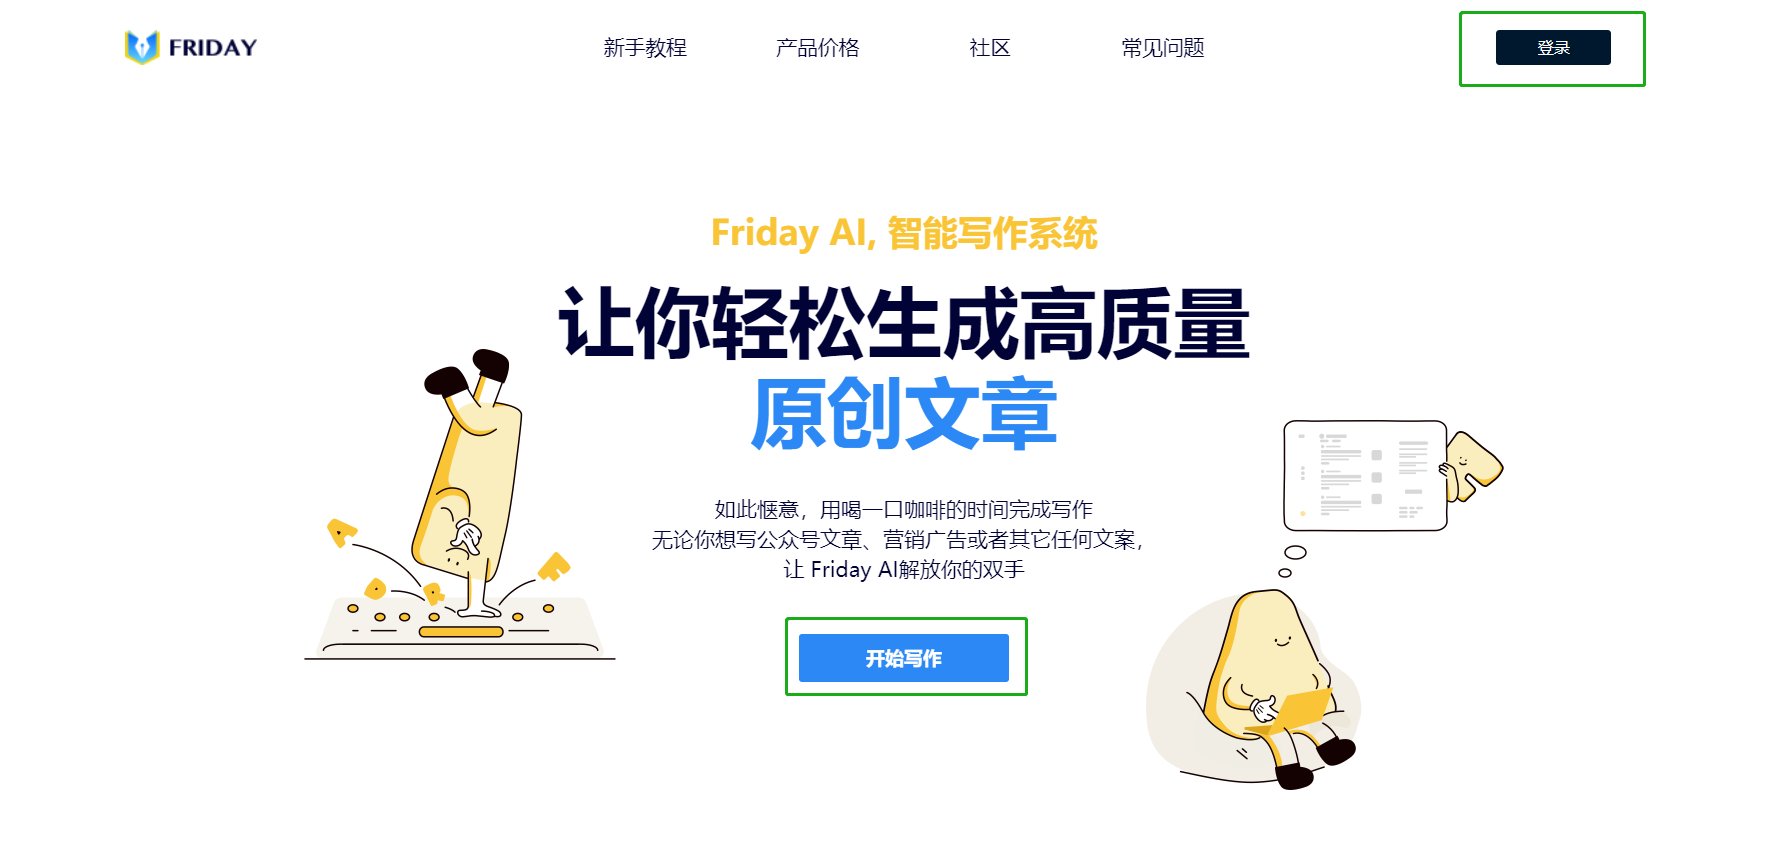 FRIDAY
新手教程
产品价格
社区
常见问题
登录
Friday AI, 智能写作系统
让你轻松生成高质量
原创文章
如此惬意，用喝一口咖啡的时间完成写作
无论你想写公众号文章、营销广告或者其它任何文案，
让 Friday AI解放你的双手
开始写作
A
D
R
F